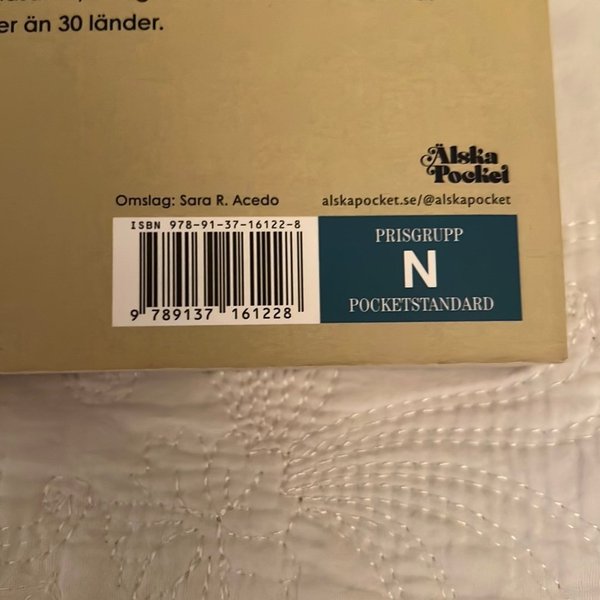 er än 30 länder.
Älska
Pocket
Omslag: Sara R. Acedo
alskapocket.se/@alskapocket
ISBN 978-91-37-16122-8
9 789137 161228
PRISGRUPP
N
POCKETSTANDARD